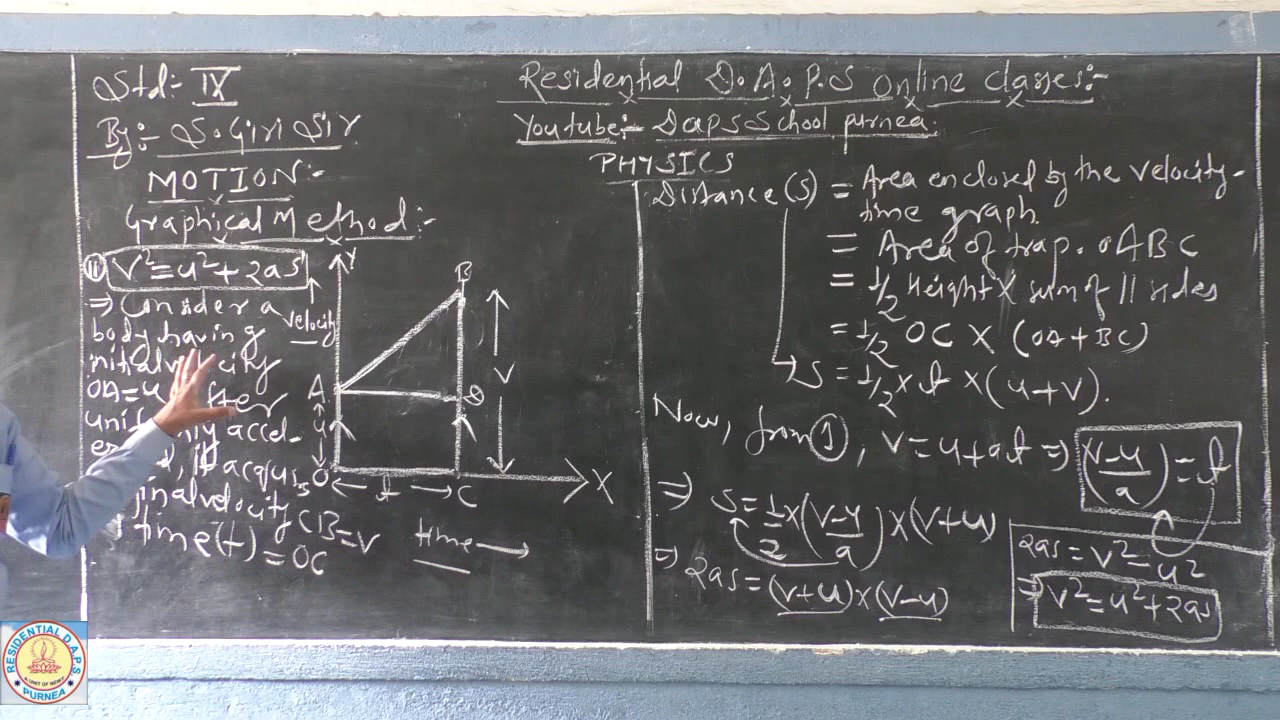 Std:- IX
By:- S. Giri Sir
MOTION:-
Graphical Method:-
(ii) V²=u²+2as
⇒ Consider a
body having
initial velocity
OA=u
uniformly accel-
it acquires
final velocity CB=V
time(t)=OC
Velocity
Y
B
A
D
V
u
O
t
C
X
time
Residential D.A.P.S Online classes:-
Youtube:- Daps School purnea.
PHYSICS
Distance (S) = Area enclosed by the velocity-
time graph.
= Area of trap. OABC
= 1/2 Height X sum of || sides
= 1/2 OC X (OA+BC)
S = 1/2 x t x (u+v).
Now, from (1), v=u+at ⇒ (v-u/a) = t
⇒ S=1/2 x (v-u/a) x (v+u)
⇒ 2as = (v+u)x(v-u)
2as=v²-u²
⇒ v²=u²+2as
RESIDENTIAL D.A.P.S
PURNEA